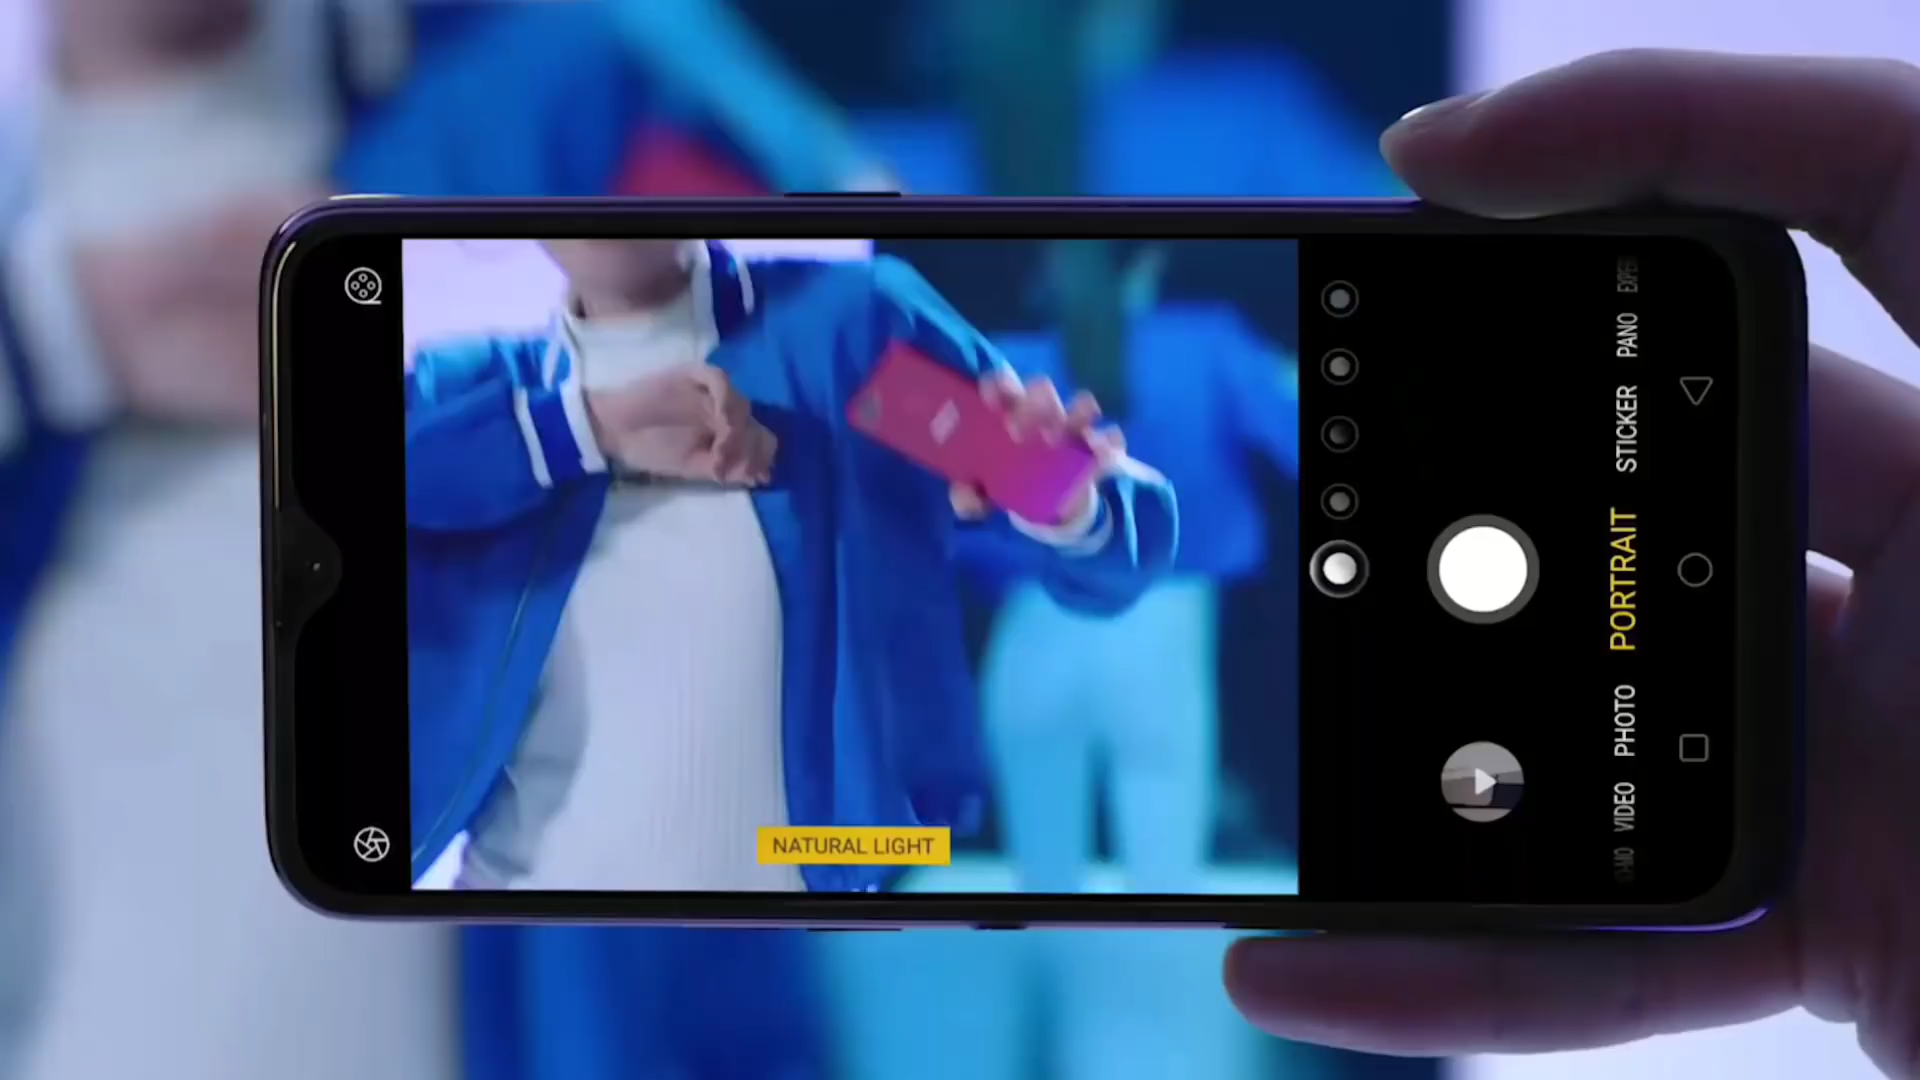 NATURAL LIGHT
PANO
STICKER
PORTRAIT
PHOTO
VIDEO